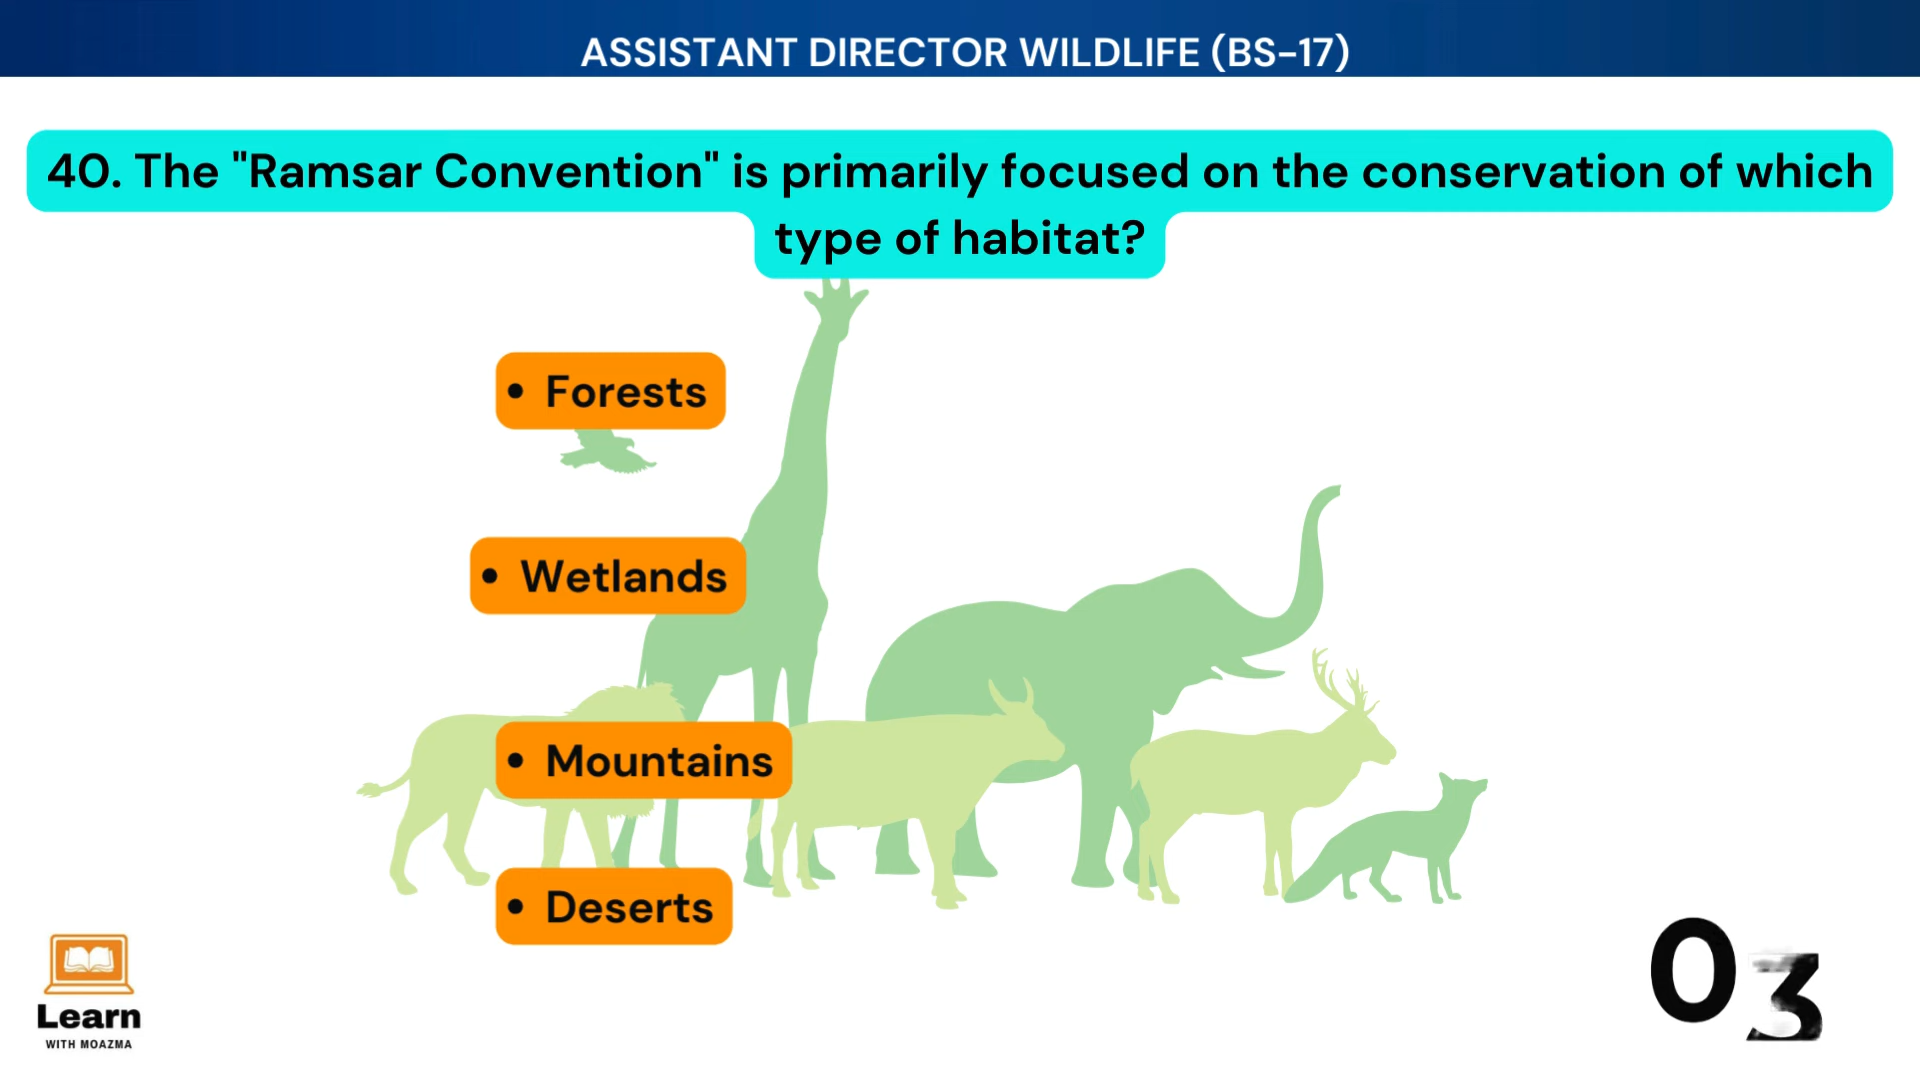 ASSISTANT DIRECTOR WILDLIFE (BS-17)
40. The "Ramsar Convention" is primarily focused on the conservation of which
type of habitat?
• Forests
• Wetlands
• Mountains
• Deserts
Learn
WITH MOAZMA
03